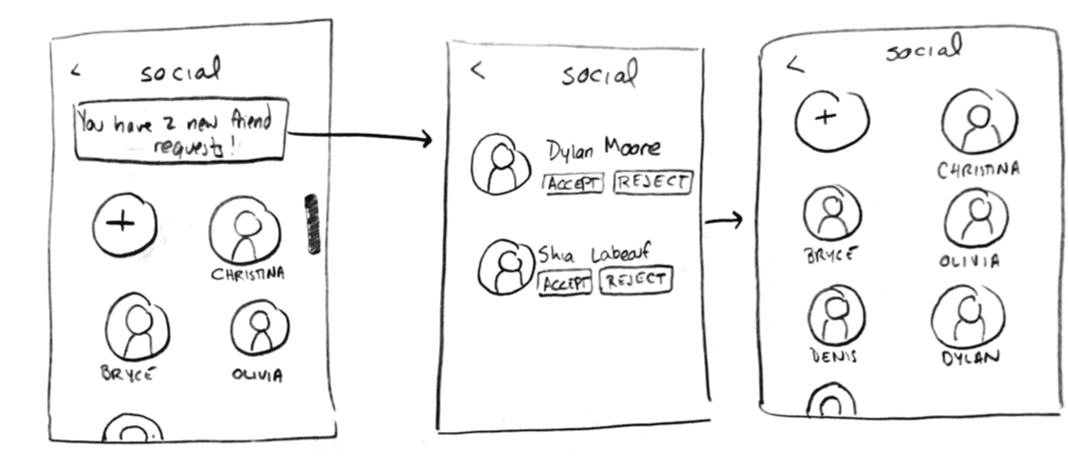 < social
You have 2 new friend
requests!
+
CHRISTINA
BRYCE
OLIVIA
< social
Dylan Moore
ACCEPT REJECT
Shia Labeouf
ACCEPT REJECT
< social
+
CHRISTINA
BRYCE
OLIVIA
DENIS
DYLAN